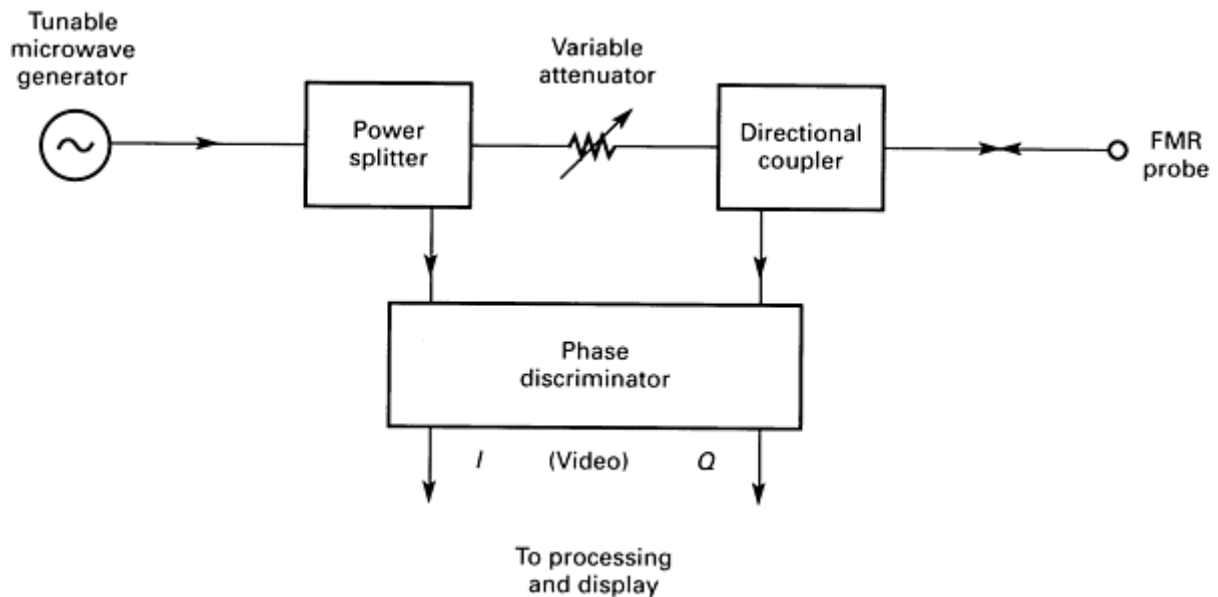 Tunable
microwave
generator
Variable
attenuator
Power
splitter
Directional
coupler
FMR
probe
Phase
discriminator
I (Video) Q
To processing
and display